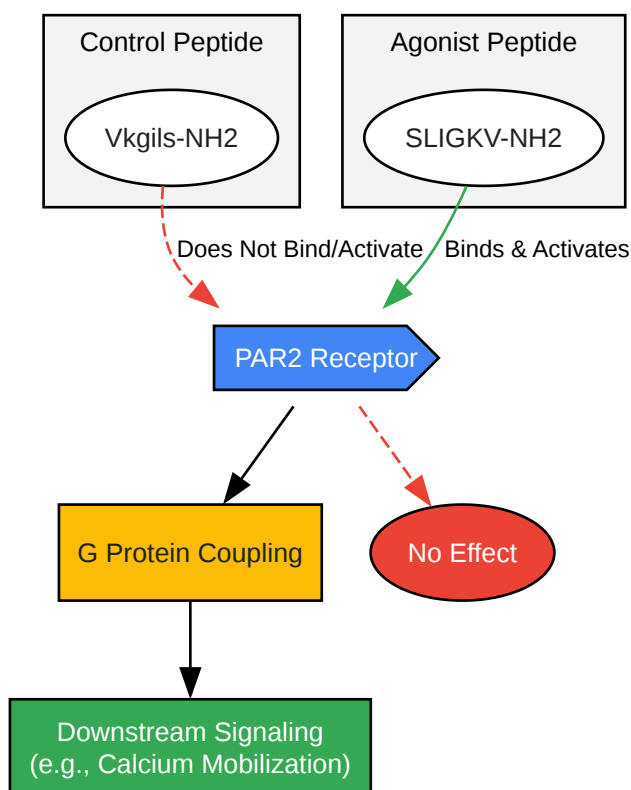 Control Peptide
Agonist Peptide
Vkgils-NH2
SLIGKV-NH2
Does Not Bind/Activate
Binds & Activates
PAR2 Receptor
G Protein Coupling
No Effect
Downstream Signaling
(e.g., Calcium Mobilization)